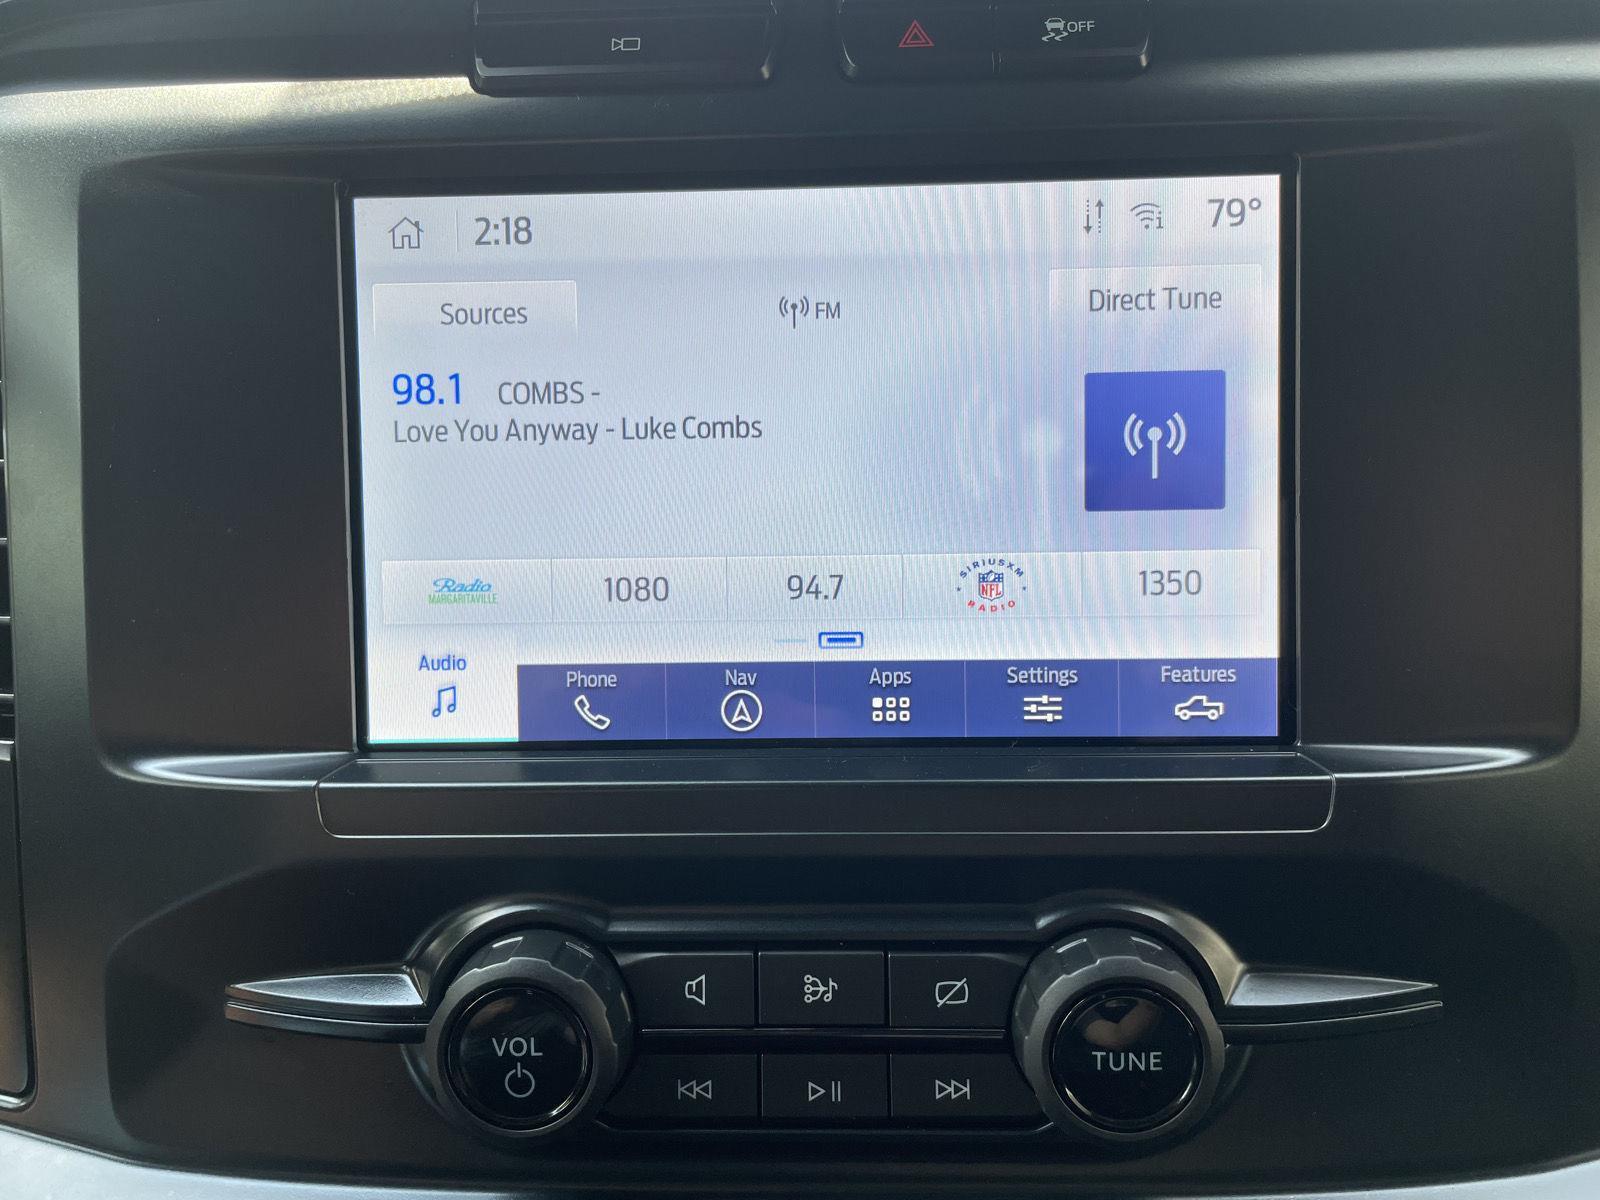 OFF
2:18
79°
Sources
FM
Direct Tune
98.1 COMBS -
Love You Anyway - Luke Combs
Radio
MARGARITAVILLE
1080
94.7
SIRIUSXM
NFL
RADIO
1350
Audio
Phone
Nav
Apps
Settings
Features
VOL
TUNE